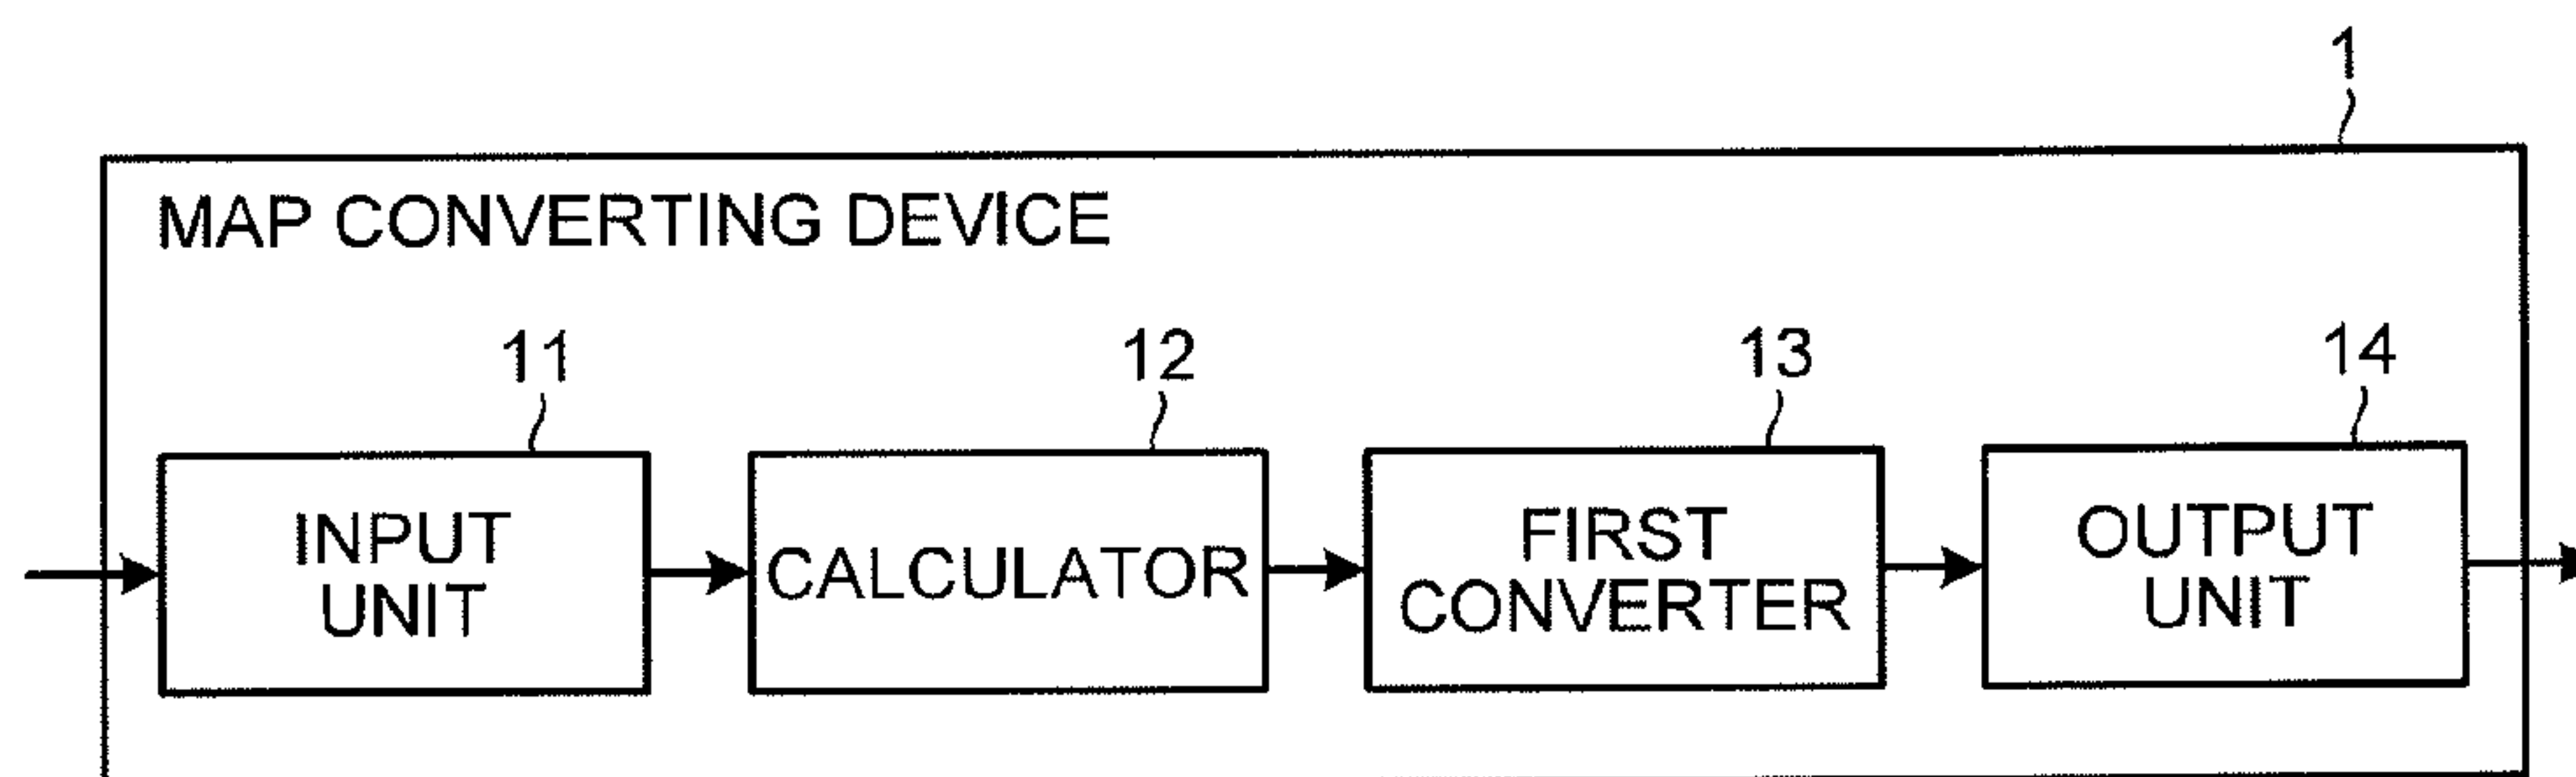 1
MAP CONVERTING DEVICE
11
12
13
14
INPUT
UNIT
CALCULATOR
FIRST
CONVERTER
OUTPUT
UNIT